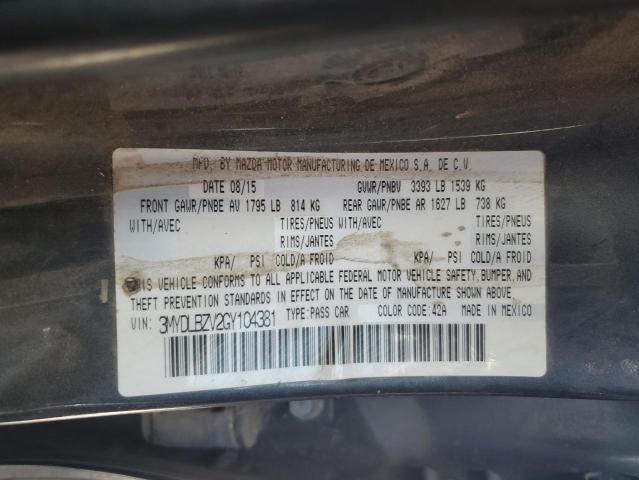 MFD. BY MAZDA MOTOR MANUFACTURING DE MEXICO S.A. DE C.V.
DATE 08/15 GVWR/PNBV 3393 LB 1539 KG
FRONT GAWR/PNBE AV 1795 LB 814 KG REAR GAWR/PNBE AR 1627 LB 738 KG
WITH/AVEC TIRES/PNEUS WITH/AVEC TIRES/PNEUS
RIMS/JANTES RIMS/JANTES
KPA/ PSI COLD/A FROID KPA/ PSI COLD/A FROID
IS VEHICLE CONFORMS TO ALL APPLICABLE FEDERAL MOTOR VEHICLE SAFETY, BUMPER, AND
THEFT PREVENTION STANDARDS IN EFFECT ON THE DATE OF MANUFACTURE SHOWN ABOVE.
VIN: 3MYDLBZV2GY104381 TYPE:PASS CAR COLOR CODE:42A MADE IN MEXICO